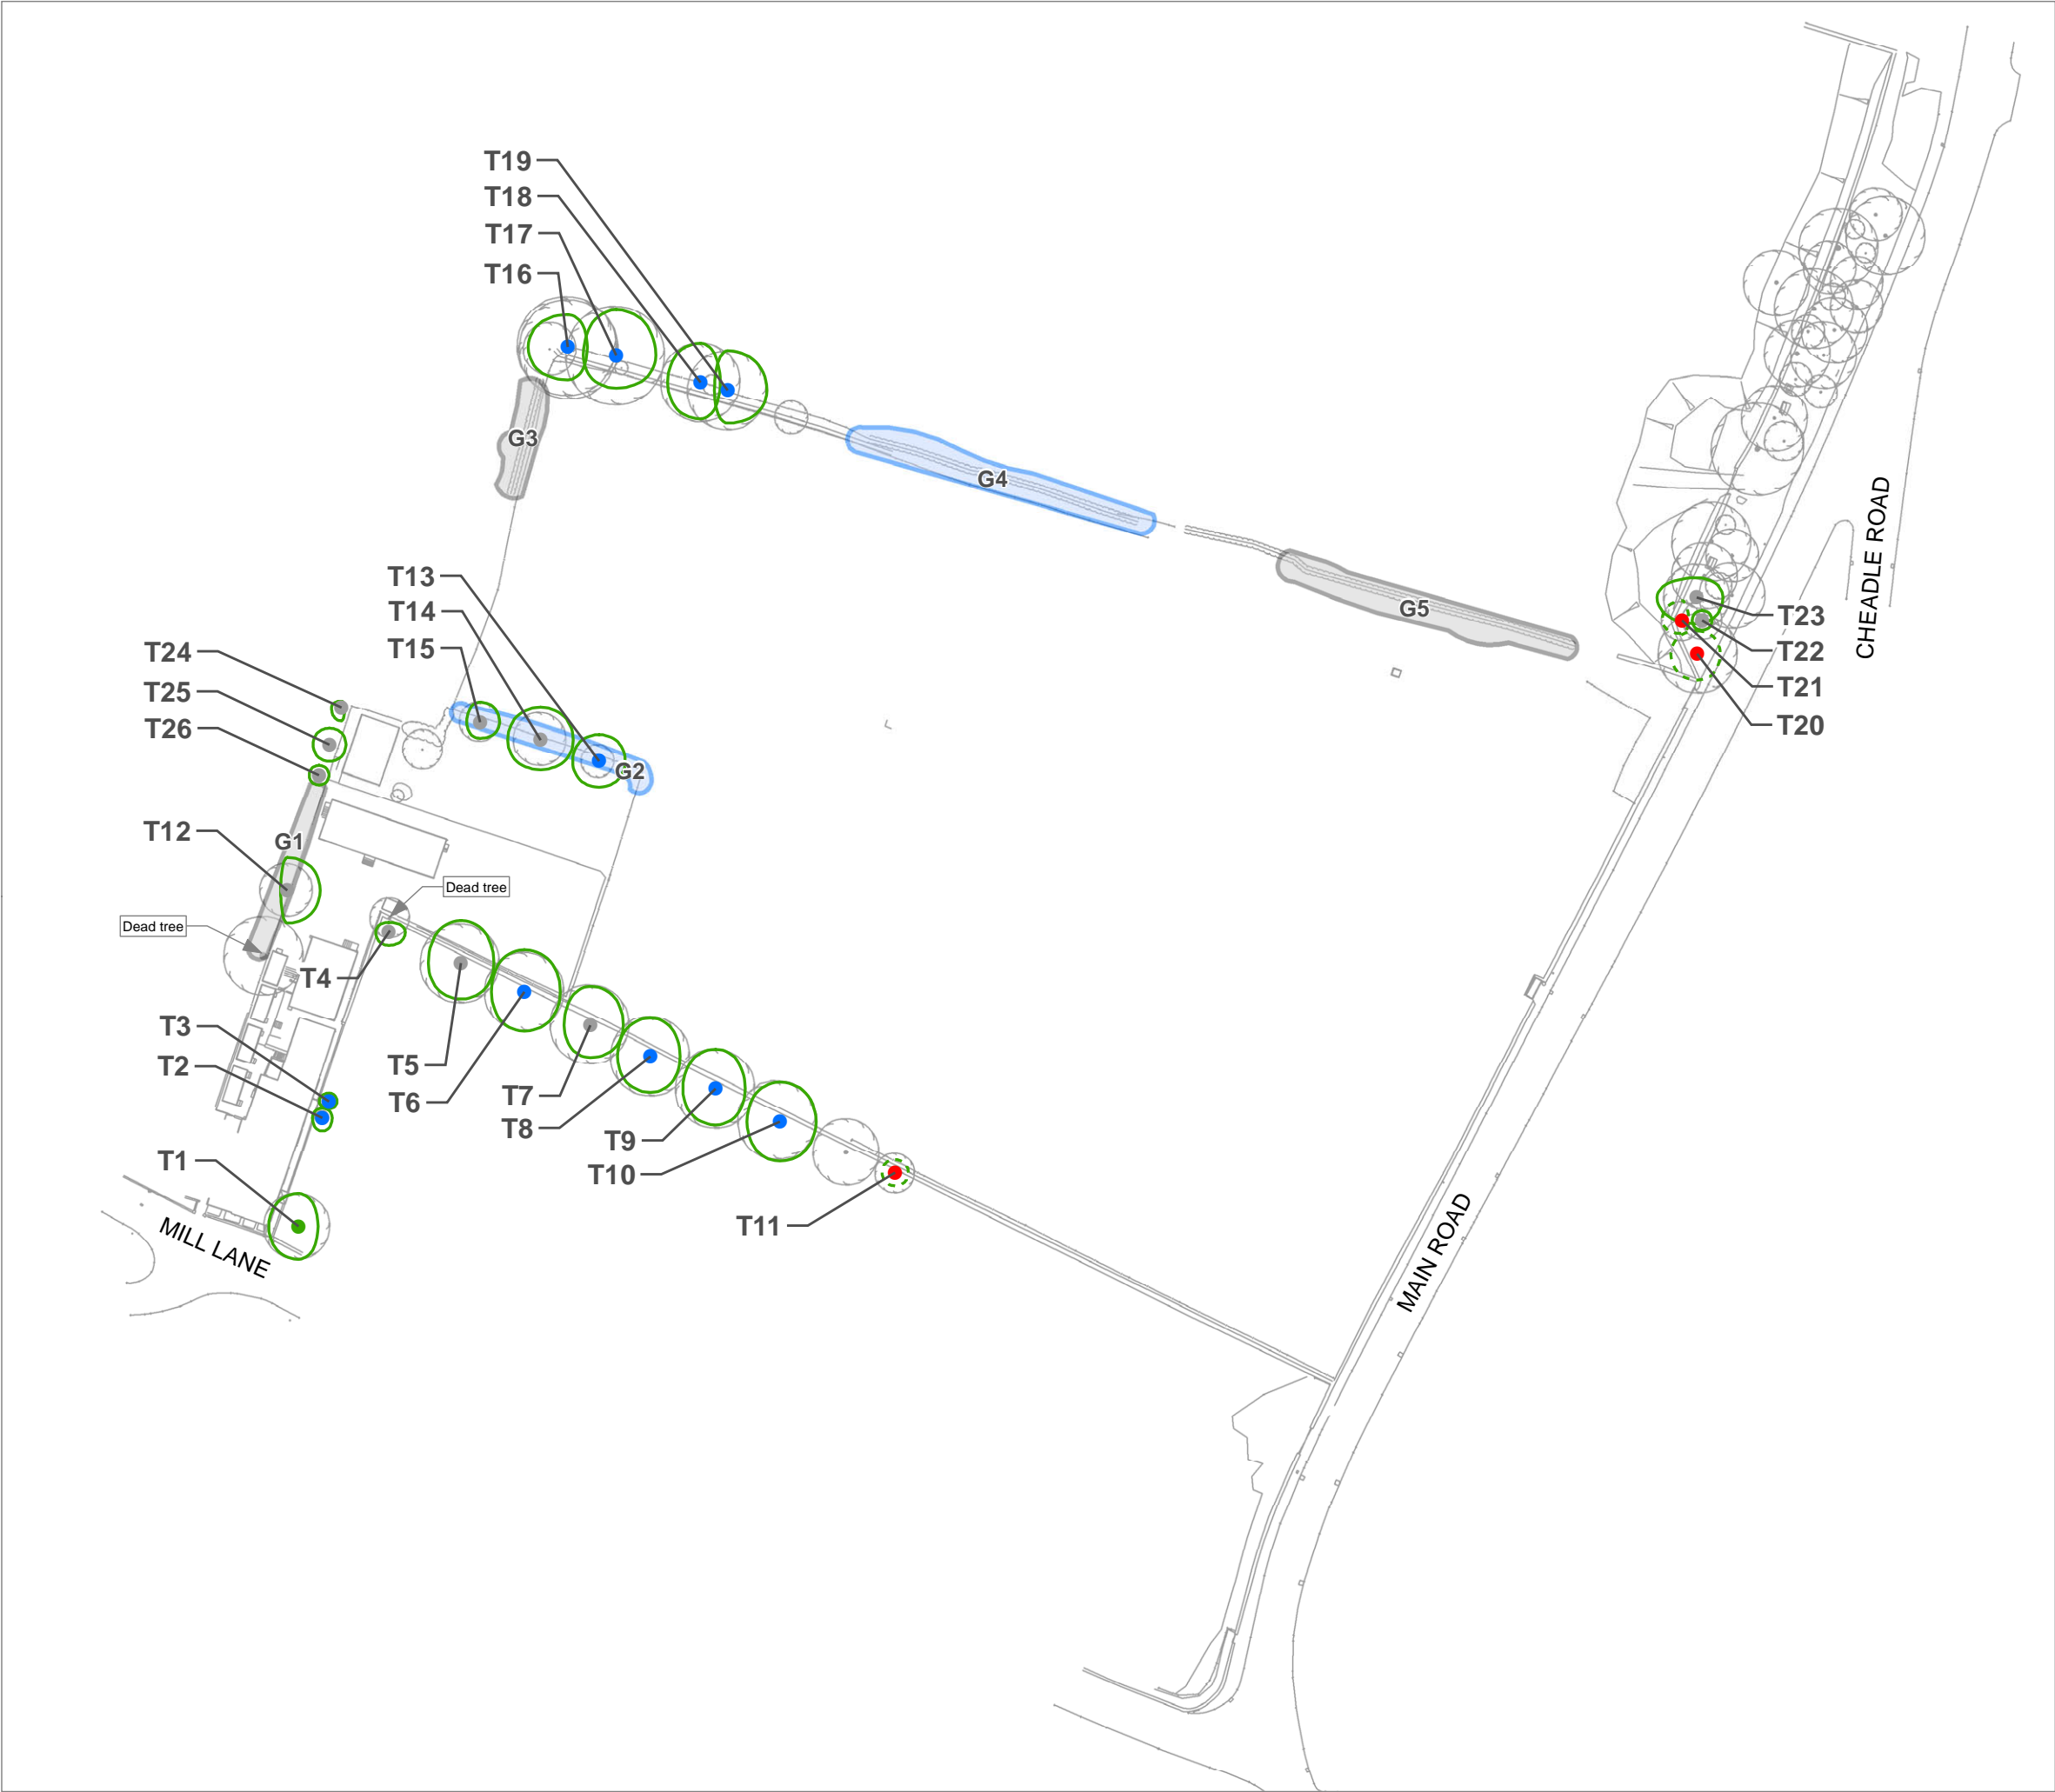 T19
T18
T17
T16
G3
G4
CHEADLE ROAD
T13
T14
T15
G5
T23
T22
T21
T20
T24
T25
T26
G2
T12
G1
Dead tree
Dead tree
T4
T3
T2
T5
T6
T7
T8
T9
T10
T1
T11
MILL LANE
MAIN ROAD